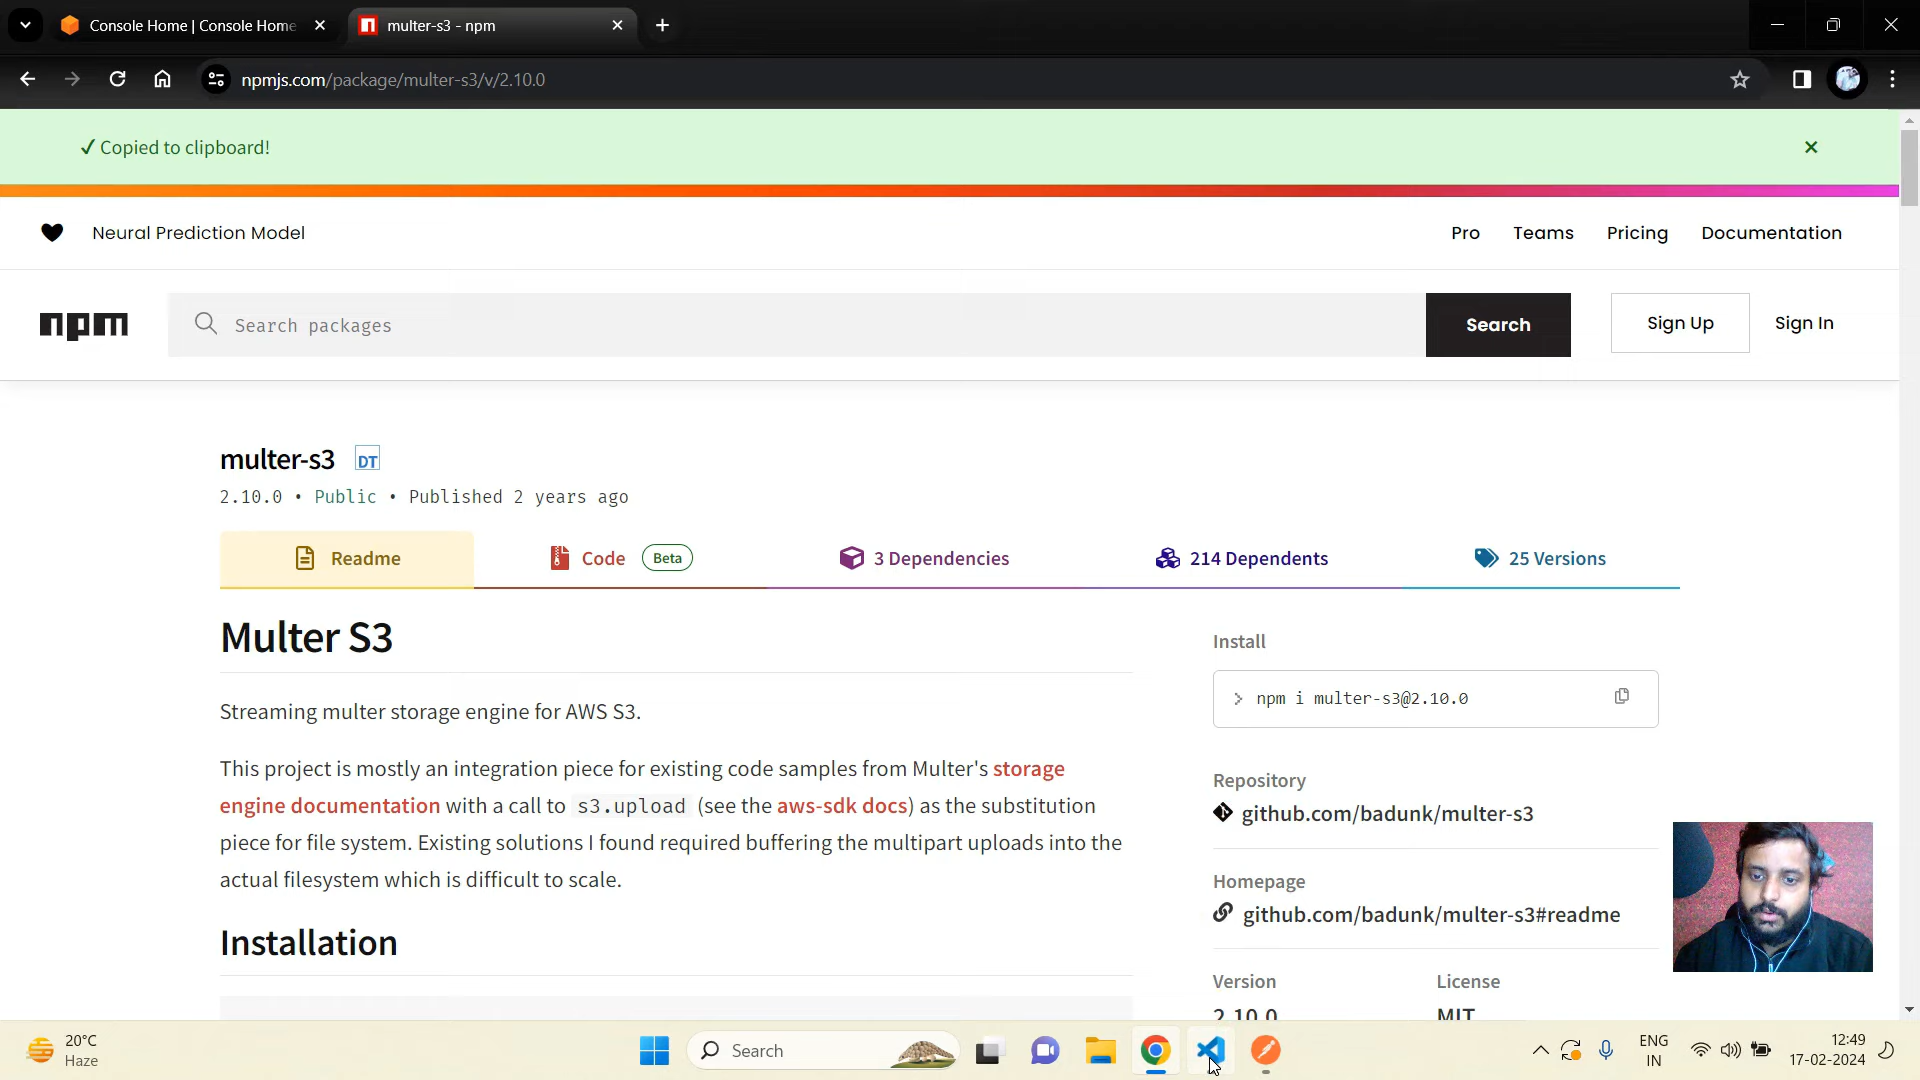 Console Home | Console Home
multer-s3 - npm
npmjs.com/package/multer-s3/v/2.10.0
✓ Copied to clipboard!
Neural Prediction Model
Pro
Teams
Pricing
Documentation
npm
Search packages
Search
Sign Up
Sign In
multer-s3
DT
2.10.0 • Public • Published 2 years ago
Readme
Code
Beta
3 Dependencies
214 Dependents
25 Versions
Multer S3
Streaming multer storage engine for AWS S3.
This project is mostly an integration piece for existing code samples from Multer's storage
engine documentation with a call to s3.upload (see the aws-sdk docs) as the substitution
piece for file system. Existing solutions I found required buffering the multipart uploads into the
actual filesystem which is difficult to scale.
Installation
Install
> npm i multer-s3@2.10.0
Repository
github.com/badunk/multer-s3
Homepage
github.com/badunk/multer-s3#readme
Version
2.10.0
License
MIT
20°C
Haze
Search
ENG
IN
12:49
17-02-2024